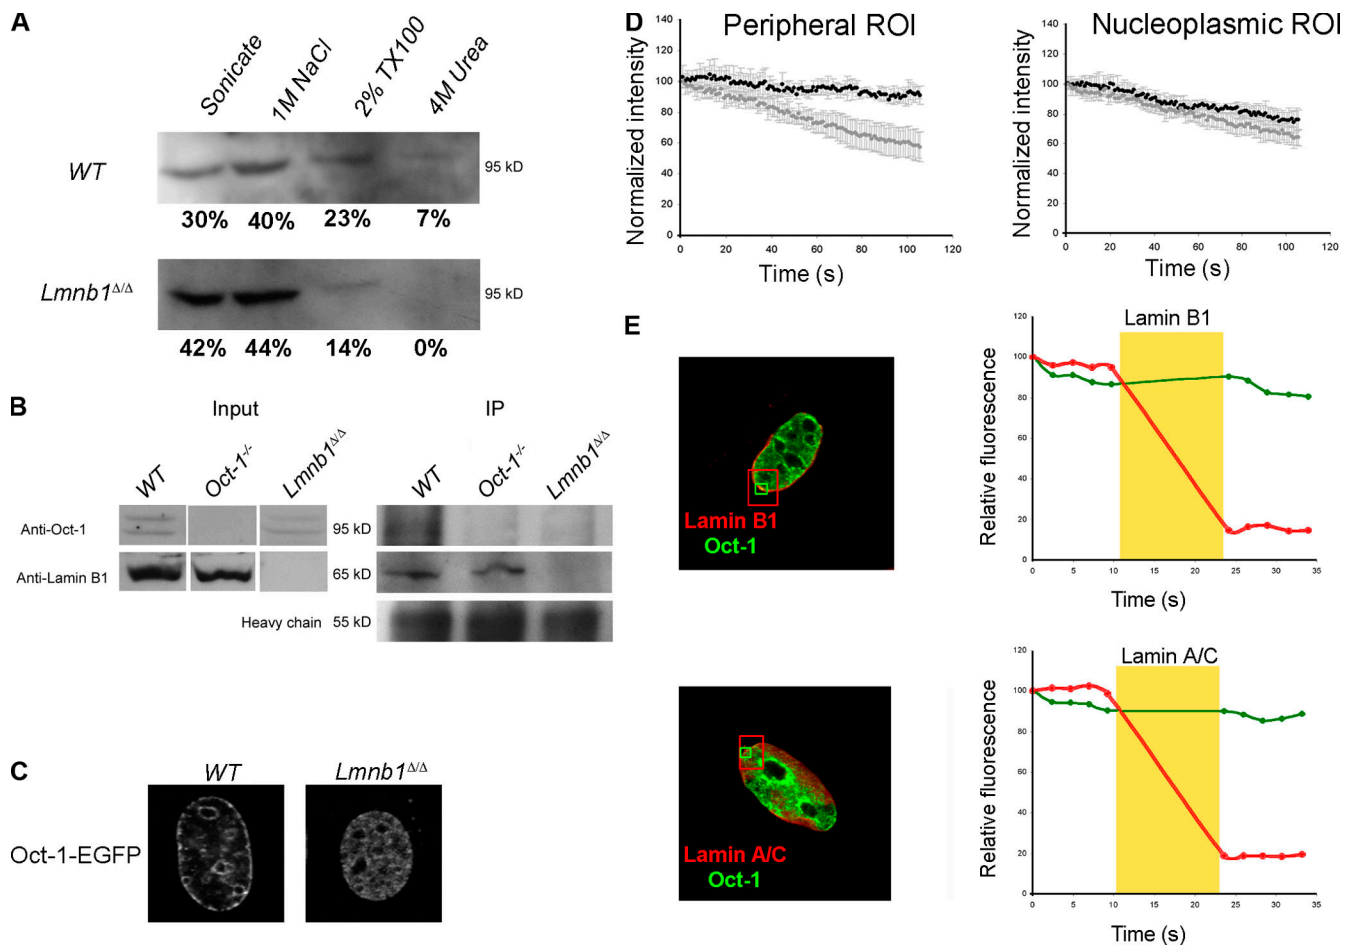 A
Sonicate 1M NaCl 2% TX100 4M Urea
WT 95 kD
30% 40% 23% 7%
Lmnb1Δ/Δ 95 kD
42% 44% 14% 0%
B
Input IP
WT Oct-1-/- Lmnb1Δ/Δ WT Oct-1-/- Lmnb1Δ/Δ
Anti-Oct-1 95 kD
Anti-Lamin B1 65 kD
Heavy chain 55 kD
C
WT Lmnb1Δ/Δ
Oct-1-EGFP
D
Peripheral ROI
Normalized intensity
140
120
100
80
60
40
20
0
0 20 40 60 80 100 120
Time (s)
Nucleoplasmic ROI
Normalized intensity
140
120
100
80
60
40
20
0
0 20 40 60 80 100 120
Time (s)
E
Lamin B1
Oct-1
Lamin B1
Relative fluorescence
120
100
80
60
40
20
0
0 5 10 15 20 25 30 35
Time (s)
Lamin A/C
Oct-1
Lamin A/C
Relative fluorescence
120
100
80
60
40
20
0
0 5 10 15 20 25 30 35
Time (s)